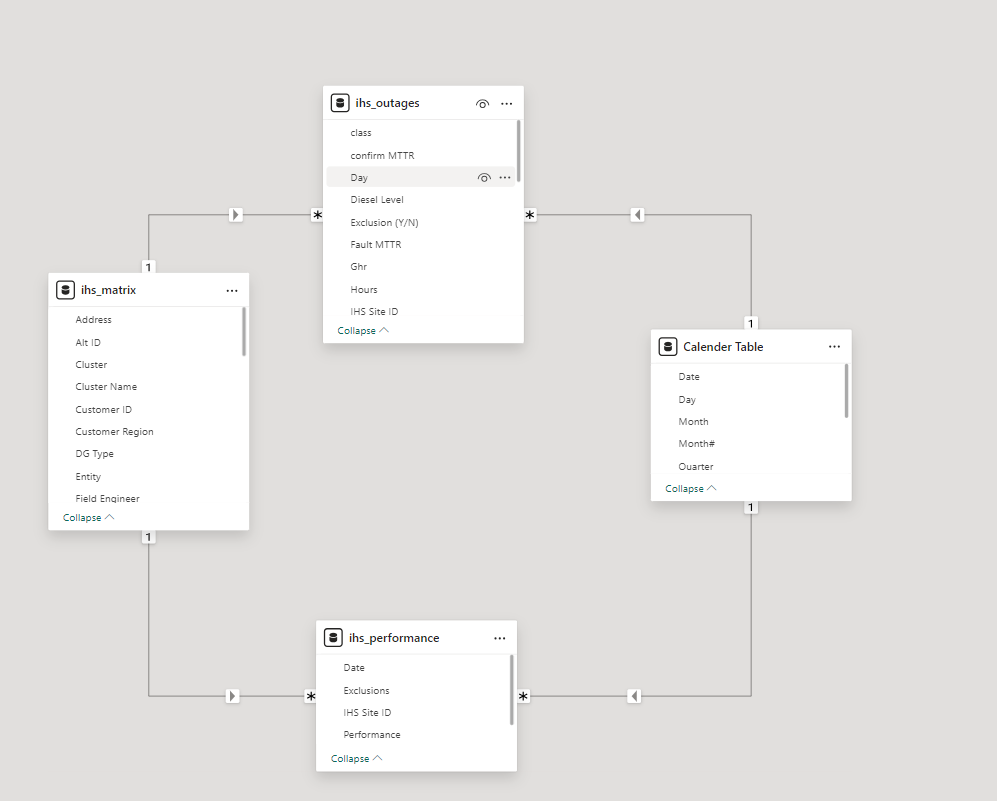 ihs_outages
class
confirm MTTR
Day
Diesel Level
Exclusion (Y/N)
Fault MTTR
Ghr
Hours
IHS Site ID
Collapse
*
*
1
1
ihs_matrix
Address
Alt ID
Cluster
Cluster Name
Customer ID
Customer Region
DG Type
Entity
Field Engineer
Collapse
1
Calender Table
Date
Day
Month
Month#
Quarter
Collapse
1
ihs_performance
Date
Exclusions
IHS Site ID
Performance
Collapse
*
*